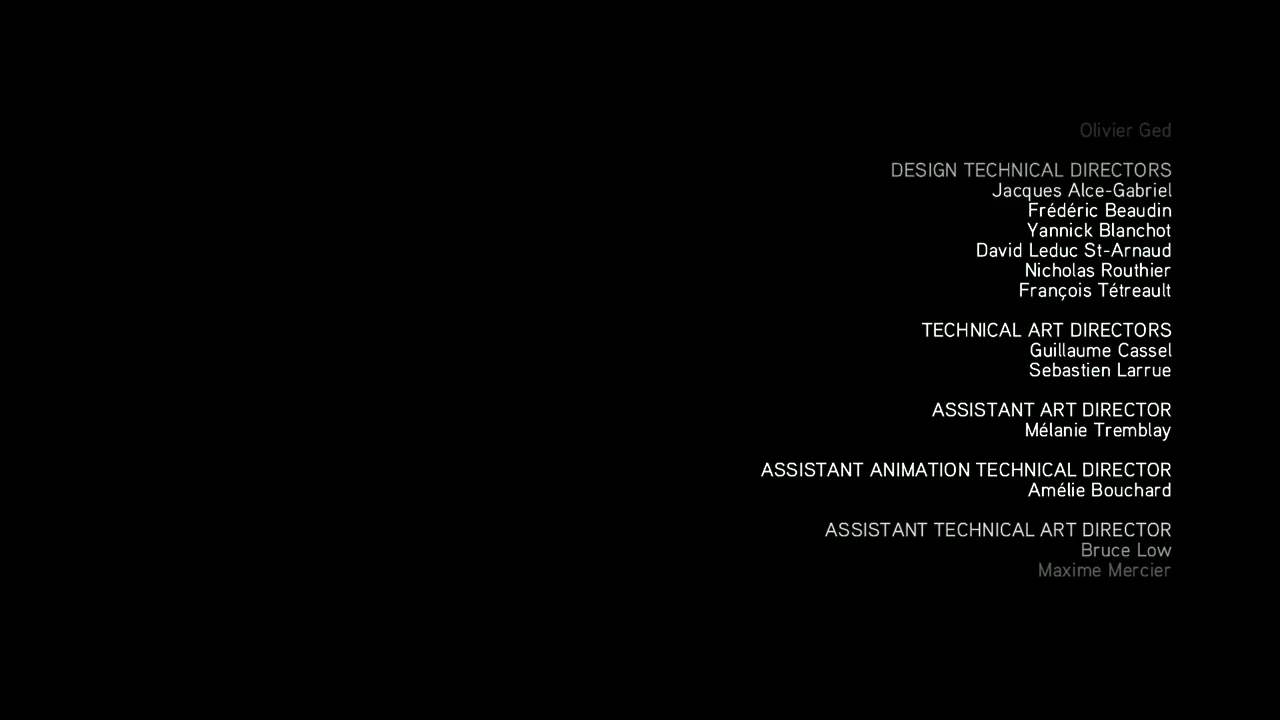 Olivier Ged
DESIGN TECHNICAL DIRECTORS
Jacques Alce-Gabriel
Frédéric Beaudin
Yannick Blanchot
David Leduc St-Arnaud
Nicholas Routhier
François Tétreault
TECHNICAL ART DIRECTORS
Guillaume Cassel
Sebastien Larrue
ASSISTANT ART DIRECTOR
Mélanie Tremblay
ASSISTANT ANIMATION TECHNICAL DIRECTOR
Amélie Bouchard
ASSISTANT TECHNICAL ART DIRECTOR
Bruce Low
Maxime Mercier